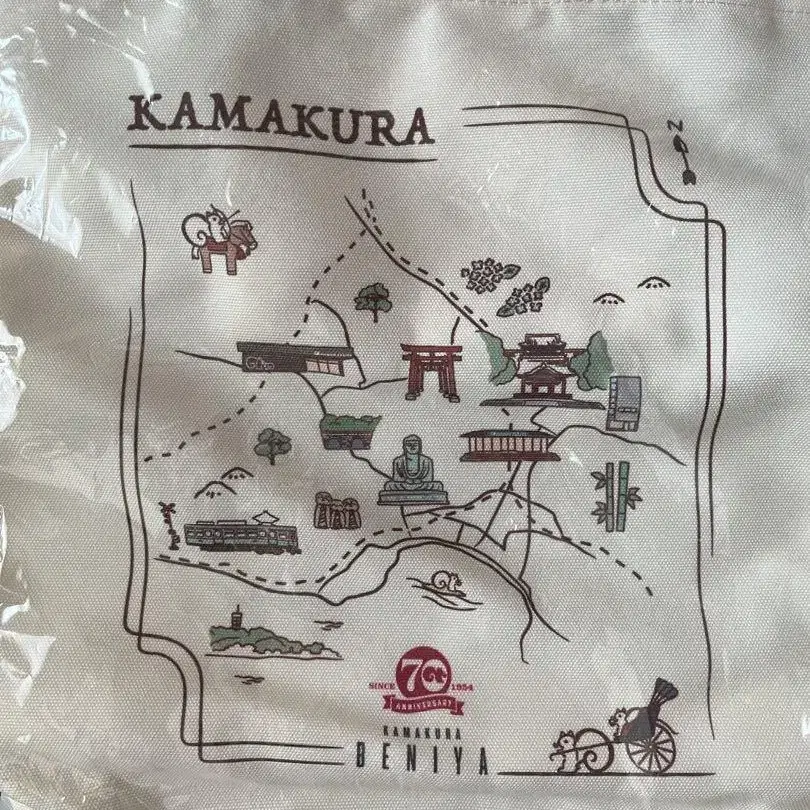 KAMAKURA
N
SINCE 70 1954
ANNIVERSARY
KAMAKURA
BENIYA